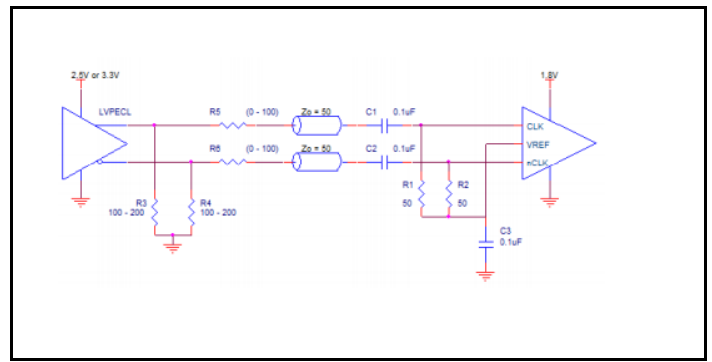 2.5V or 3.3V
1.8V
LVPECL
R5 (0 - 100) Zo = 50 C1 0.1uF
CLK
VREF
R6 (0 - 100) Zo = 50 C2 0.1uF
nCLK
R3
100 - 200
R4
100 - 200
R1
50
R2
50
C3
0.1uF